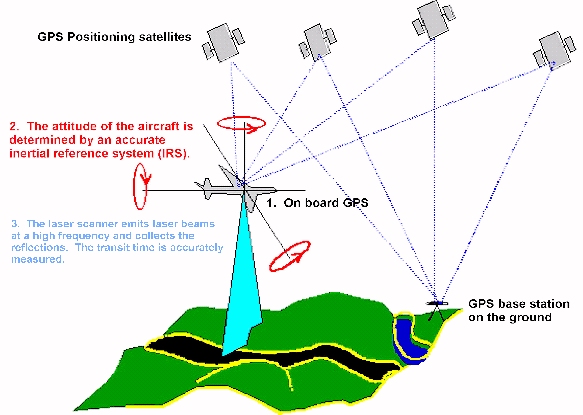 GPS Positioning satellites
2.  The attitude of the aircraft is
determined by an accurate
inertial reference system (IRS).
1.  On board GPS
3.  The laser scanner emits laser beams
at a high frequency and collects the
reflections.  The transit time is accurately
measured.
GPS base station
on the ground